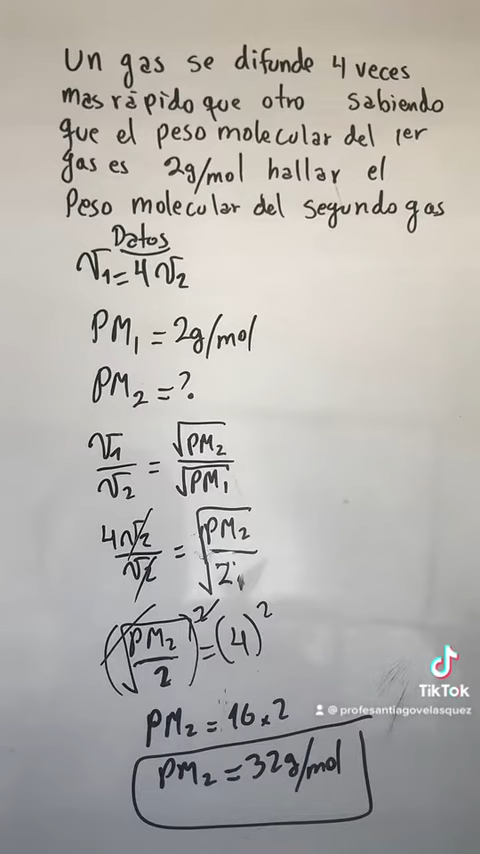 Un gas se difunde 4 veces
mas rápido que otro sabiendo
que el peso molecular del 1er
gas es 2g/mol hallar el
Peso molecular del segundo gas
Datos
V₁ = 4V₂
PM₁ = 2g/mol
PM₂ = ?
V₁/V₂ = √PM₂/√PM₁
4V₂/V₂ = √(PM₂/2)
(√(PM₂/2))² = (4)²
PM₂ = 16 x 2
PM₂ = 32g/mol
TikTok
@profesantiagovelasquez